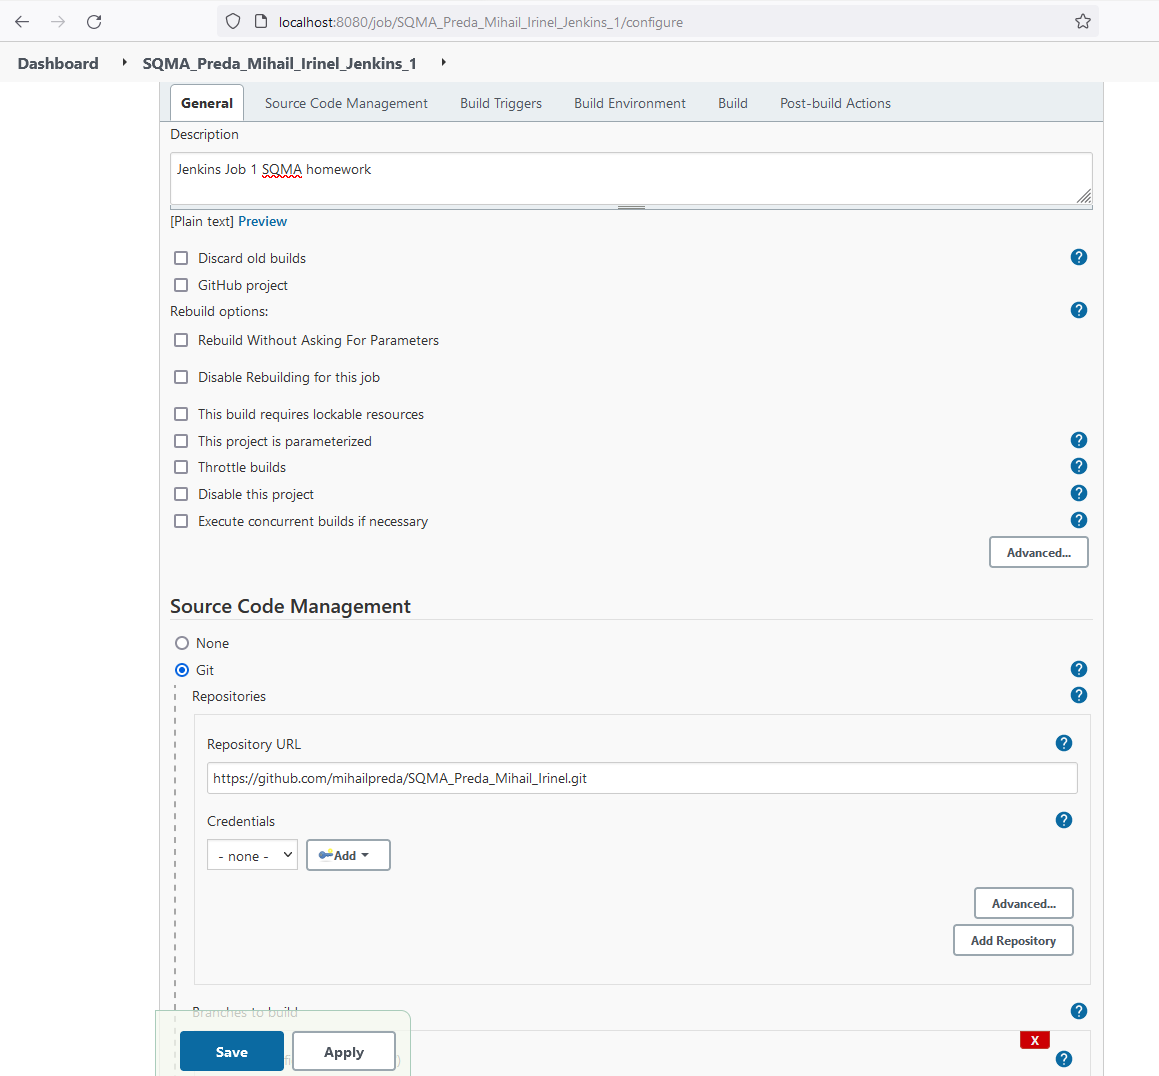 localhost:8080/job/SQMA_Preda_Mihail_Irinel_Jenkins_1/configure
Dashboard SQMA_Preda_Mihail_Irinel_Jenkins_1
General Source Code Management Build Triggers Build Environment Build Post-build Actions
Description
Jenkins Job 1 SQMA homework
[Plain text] Preview
Discard old builds ?
GitHub project
Rebuild options: ?
Rebuild Without Asking For Parameters
Disable Rebuilding for this job
This build requires lockable resources
This project is parameterized ?
Throttle builds ?
Disable this project ?
Execute concurrent builds if necessary ?
Advanced...
Source Code Management
None
Git ?
Repositories ?
Repository URL ?
https://github.com/mihailpreda/SQMA_Preda_Mihail_Irinel.git
Credentials ?
- none - Add
Advanced...
Add Repository
Branches to build ?
X
Save Apply ?